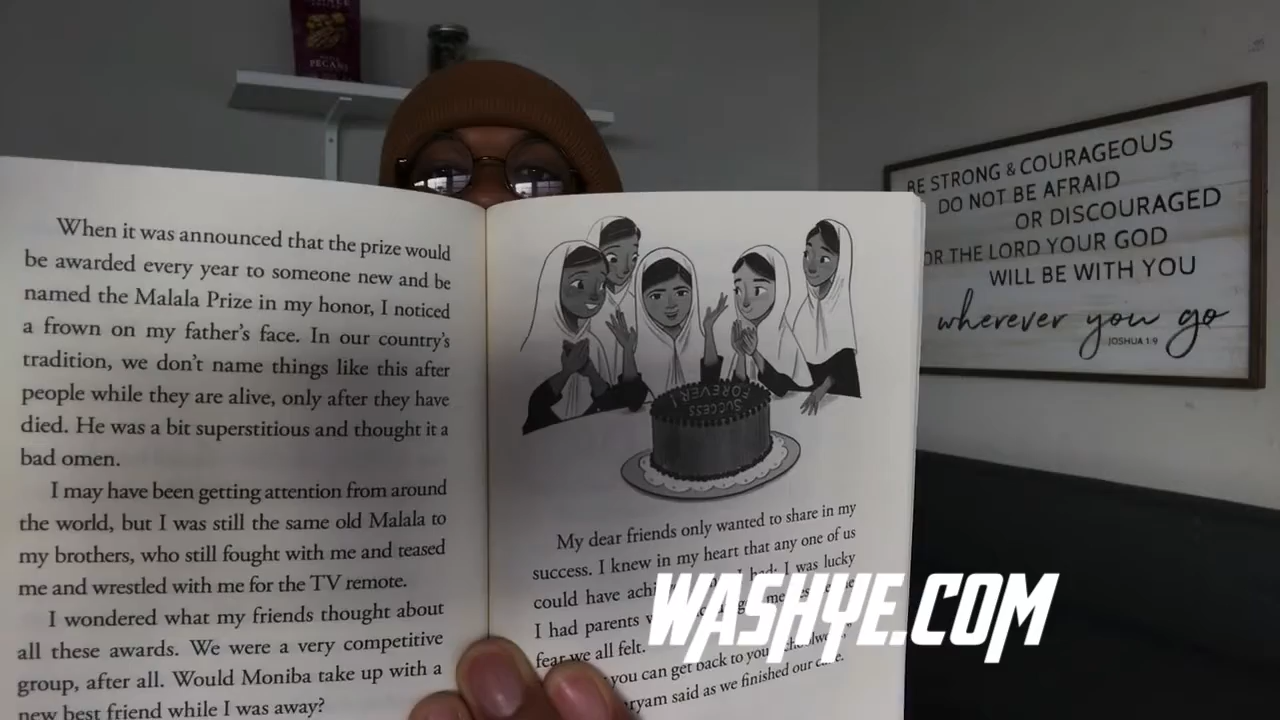 PECANS
BE STRONG & COURAGEOUS
DO NOT BE AFRAID
OR DISCOURAGED
OR THE LORD YOUR GOD
WILL BE WITH YOU
wherever you go
JOSHUA 1:9
When it was announced that the prize would
be awarded every year to someone new and be
named the Malala Prize in my honor, I noticed
a frown on my father's face. In our country's
tradition, we don't name things like this after
people while they are alive, only after they have
died. He was a bit superstitious and thought it a
bad omen.
I may have been getting attention from around
the world, but I was still the same old Malala to
my brothers, who still fought with me and teased
me and wrestled with me for the TV remote.
I wondered what my friends thought about
all these awards. We were a very competitive
group, after all. Would Moniba take up with a
new best friend while I was away?
SUCCESS
FOREVER!
My dear friends only wanted to share in my
success. I knew in my heart that any one of us
could have achi I had; I was lucky
I had parents
fear we all felt.
you can get back to your schoolwo
ryam said as we finished our cake.
WASHYE.COM